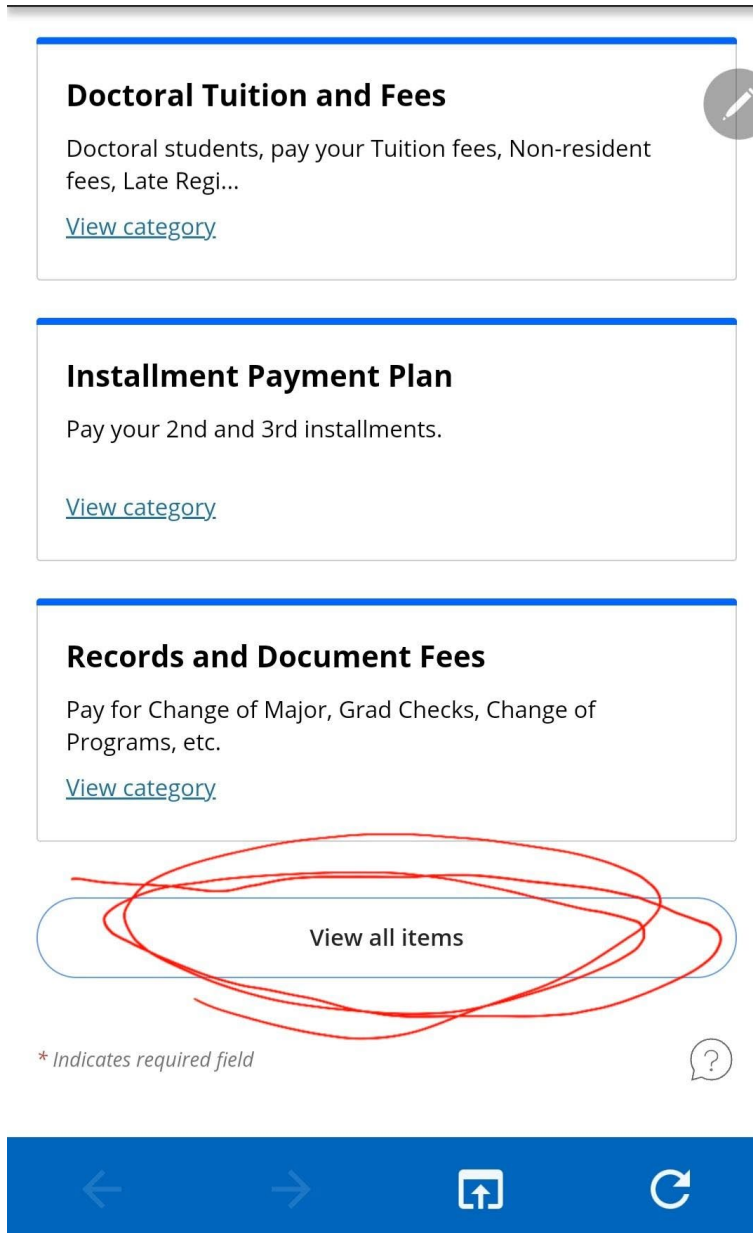 Doctoral Tuition and Fees
Doctoral students, pay your Tuition fees, Non-resident
fees, Late Regi...
View category
Installment Payment Plan
Pay your 2nd and 3rd installments.
View category
Records and Document Fees
Pay for Change of Major, Grad Checks, Change of
Programs, etc.
View category
View all items
* Indicates required field
?